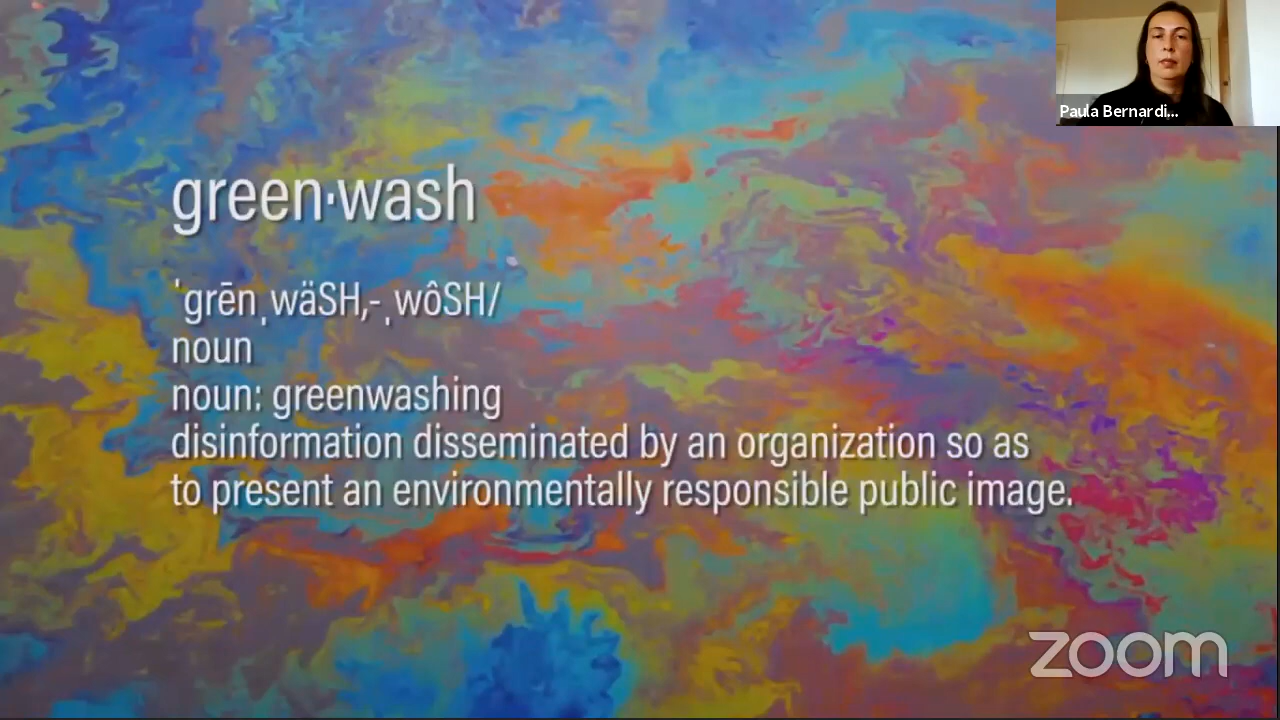 Paula Bernardi...
green·wash
ˈgrēnˌwäSH,-ˌwôSH/
noun
noun: greenwashing
disinformation disseminated by an organization so as
to present an environmentally responsible public image.
zoom